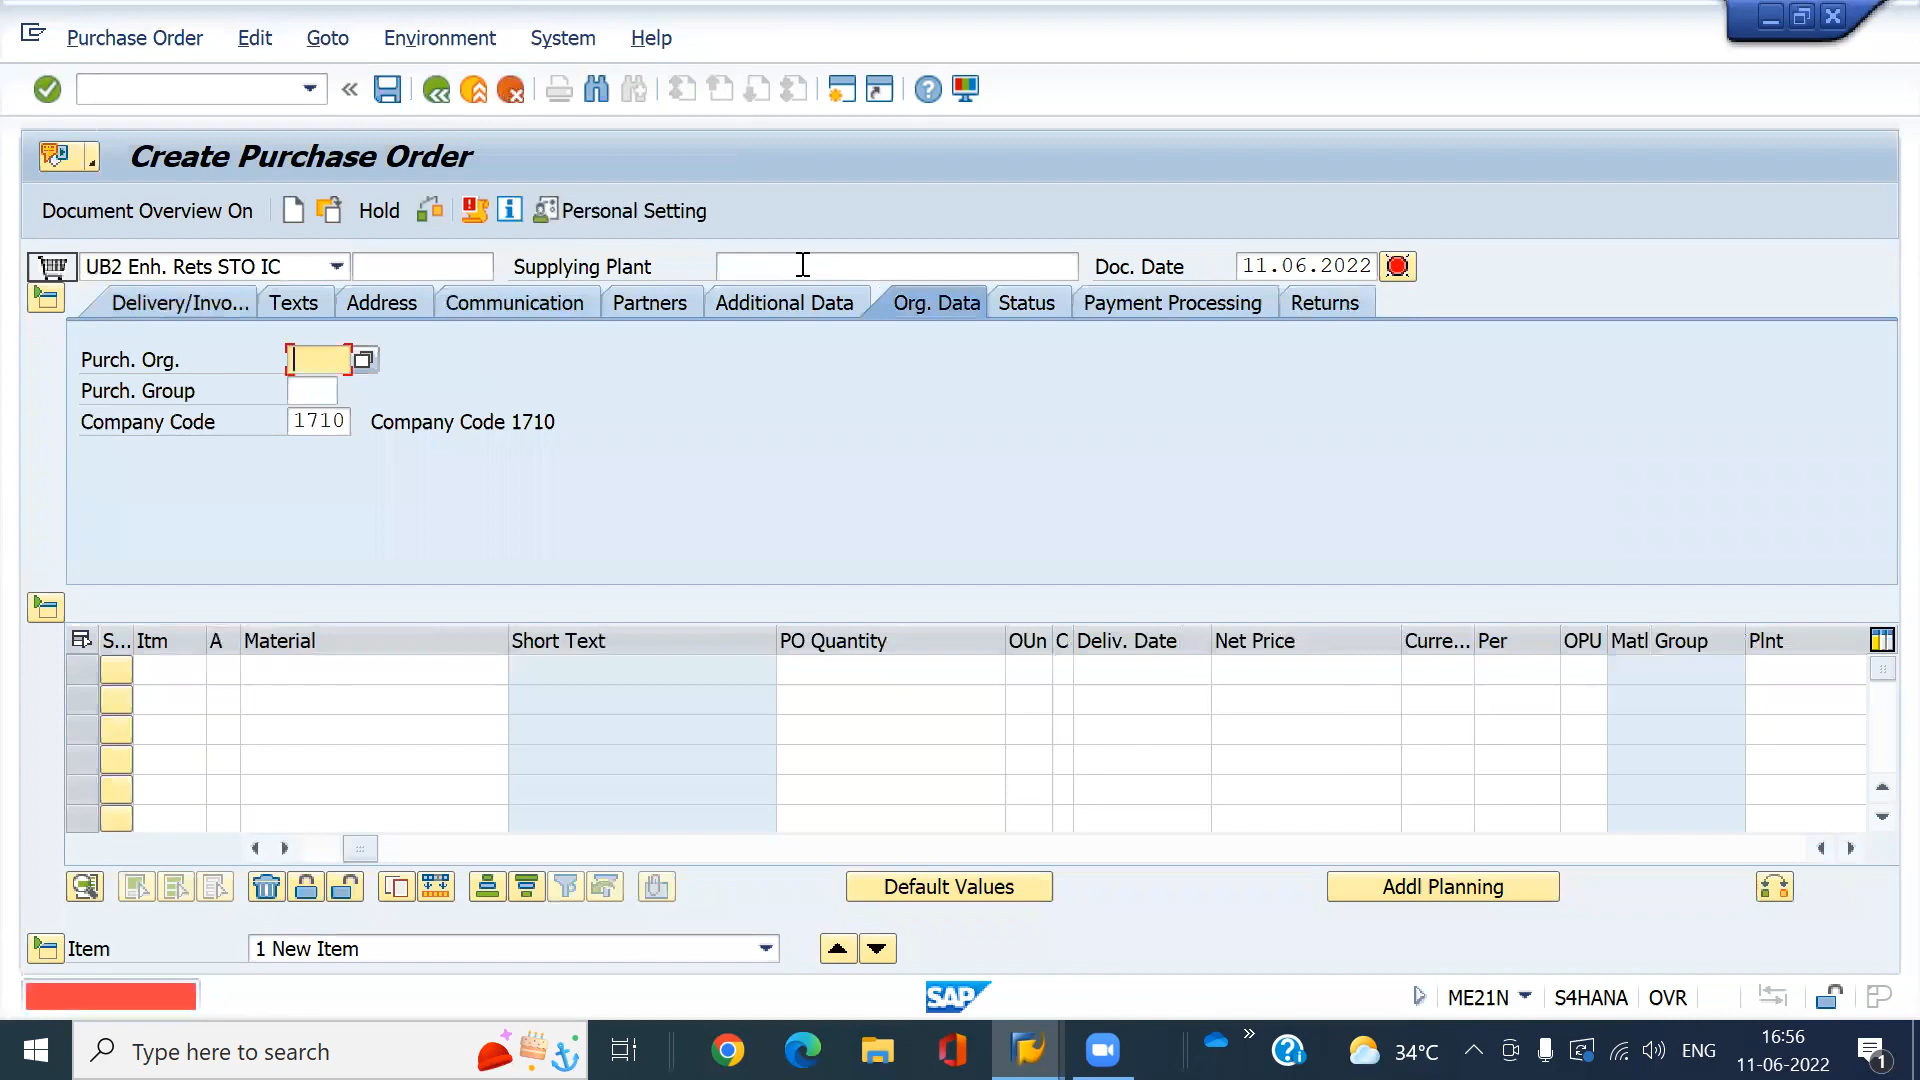 Purchase Order Edit Goto Environment System Help
Create Purchase Order
Document Overview On Hold Personal Setting
UB2 Enh. Rets STO IC Supplying Plant Doc. Date 11.06.2022
Delivery/Invo... Texts Address Communication Partners Additional Data Org. Data Status Payment Processing Returns
Purch. Org.
Purch. Group
Company Code 1710 Company Code 1710
S... Itm A Material Short Text PO Quantity OUn C Deliv. Date Net Price Curre... Per OPU Matl Group Plnt
Default Values Addl Planning
Item 1 New Item
SAP ME21N S4HANA OVR
Type here to search 34°C ENG 16:56
11-06-2022 1